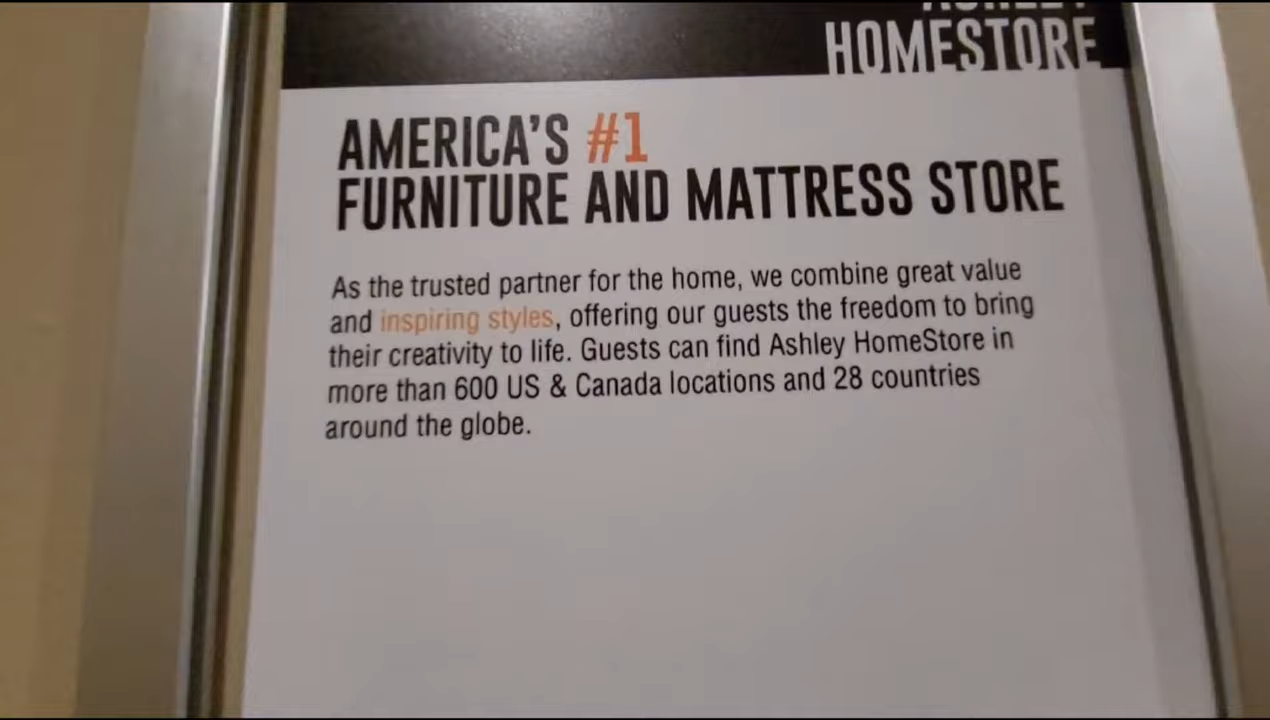 ASHLEY
HOMESTORE
AMERICA'S #1
FURNITURE AND MATTRESS STORE
As the trusted partner for the home, we combine great value
and inspiring styles, offering our guests the freedom to bring
their creativity to life. Guests can find Ashley HomeStore in
more than 600 US & Canada locations and 28 countries
around the globe.